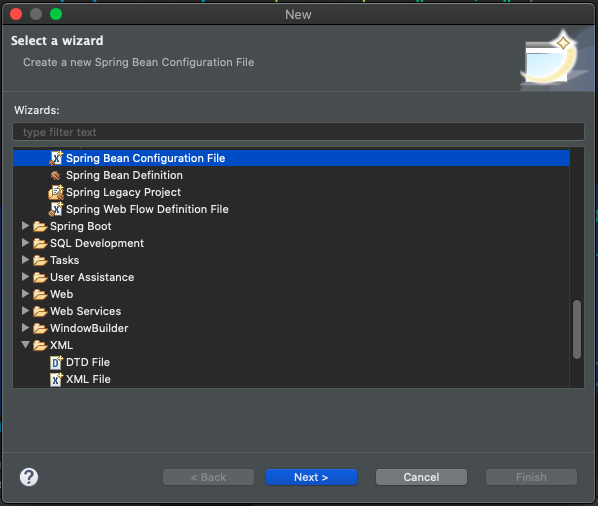 New
Select a wizard
Create a new Spring Bean Configuration File
Wizards:
type filter text
Spring Bean Configuration File
Spring Bean Definition
Spring Legacy Project
Spring Web Flow Definition File
Spring Boot
SQL Development
Tasks
User Assistance
Web
Web Services
WindowBuilder
XML
DTD File
XML File
? < Back Next > Cancel Finish